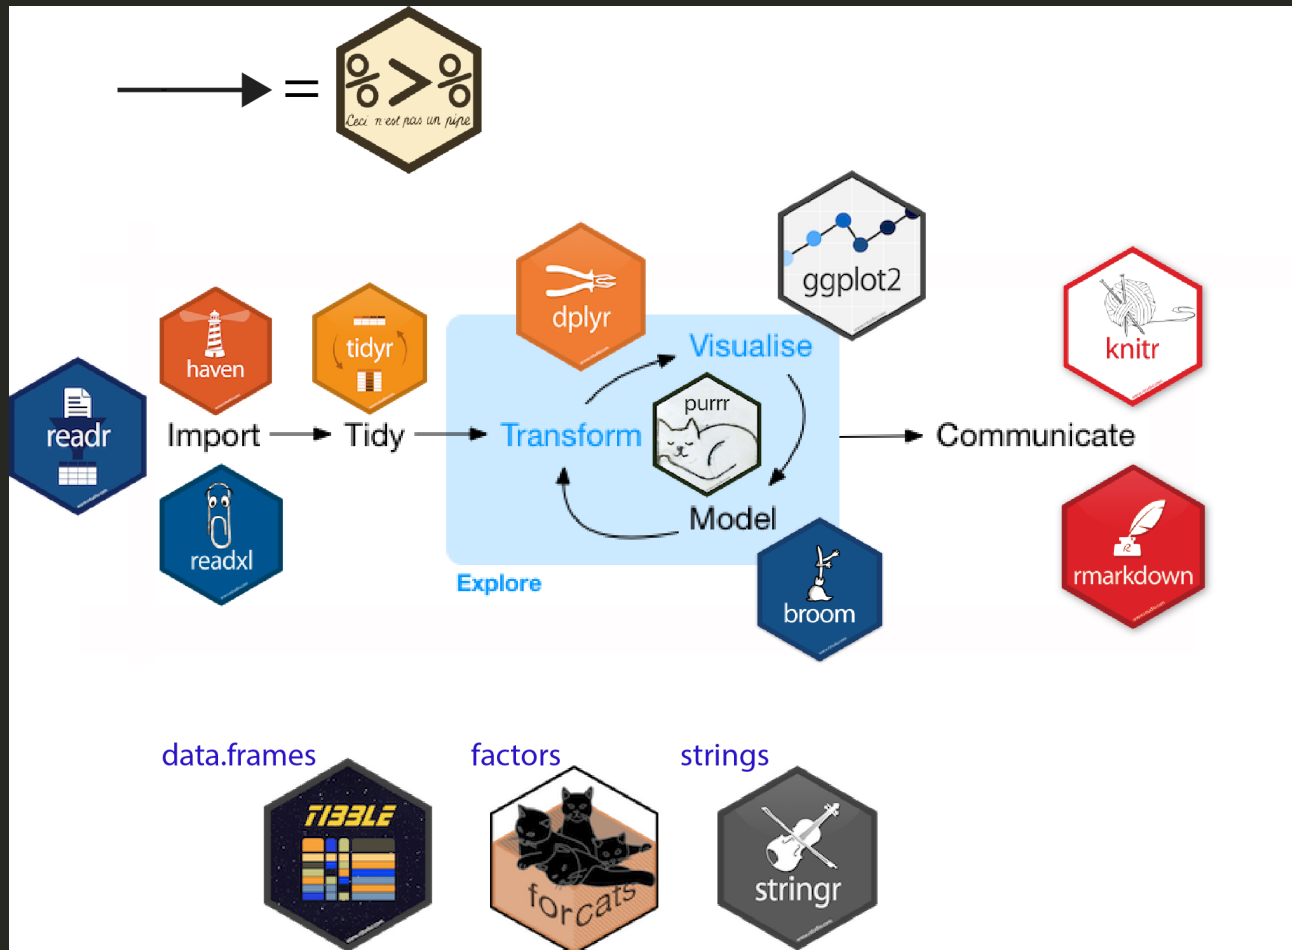 =
%>%
Ceci n'est pas un pipe
ggplot2
dplyr
haven
tidyr
Visualise
knitr
purrr
readr
Import
Tidy
Transform
Communicate
Model
readxl
Explore
broom
rmarkdown
data.frames
factors
strings
TIBBLE
forcats
stringr